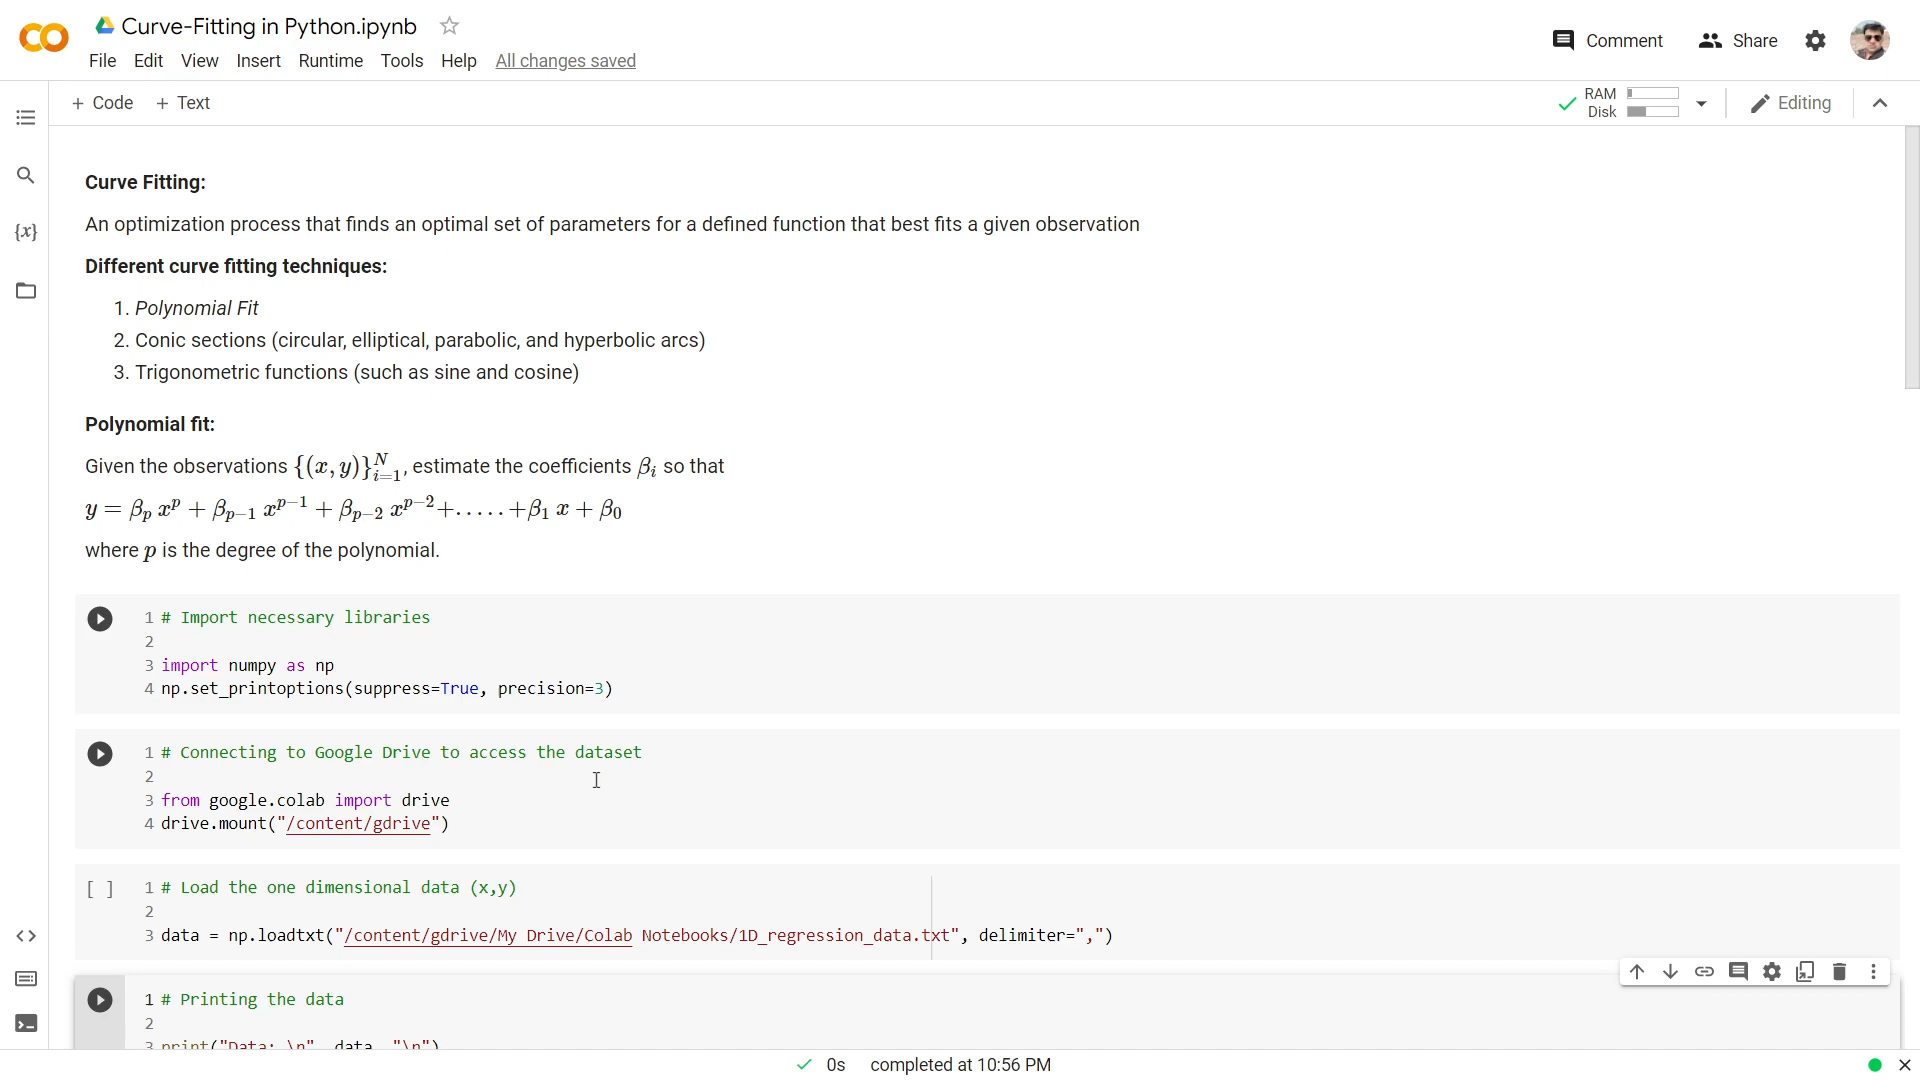 Curve-Fitting in Python.ipynb
File Edit View Insert Runtime Tools Help All changes saved
Comment Share
+ Code + Text
RAM
Disk
Editing
Curve Fitting:
An optimization process that finds an optimal set of parameters for a defined function that best fits a given observation
Different curve fitting techniques:
1. Polynomial Fit
2. Conic sections (circular, elliptical, parabolic, and hyperbolic arcs)
3. Trigonometric functions (such as sine and cosine)
Polynomial fit:
Given the observations {(x, y)}_{i=1}^N, estimate the coefficients β_i so that
y = β_p x^p + β_{p−1} x^{p−1} + β_{p−2} x^{p−2}+.....+β_1 x + β_0
where p is the degree of the polynomial.
1 # Import necessary libraries
2
3 import numpy as np
4 np.set_printoptions(suppress=True, precision=3)
1 # Connecting to Google Drive to access the dataset
2
{x}
3 from google.colab import drive
4 drive.mount("/content/gdrive")
[ ] 1 # Load the one dimensional data (x,y)
2
3 data = np.loadtxt("/content/gdrive/My Drive/Colab Notebooks/1D_regression_data.txt", delimiter=",")
1 # Printing the data
2
3 print("Data: \n", data, "\n")
0s completed at 10:56 PM